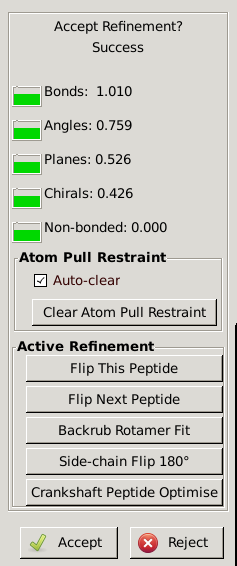 Accept Refinement?
Success
Bonds:  1.010
Angles: 0.759
Planes: 0.526
Chirals: 0.426
Non-bonded: 0.000
Atom Pull Restraint
Auto-clear
Clear Atom Pull Restraint
Active Refinement
Flip This Peptide
Flip Next Peptide
Backrub Rotamer Fit
Side-chain Flip 180°
Crankshaft Peptide Optimise
Accept Reject